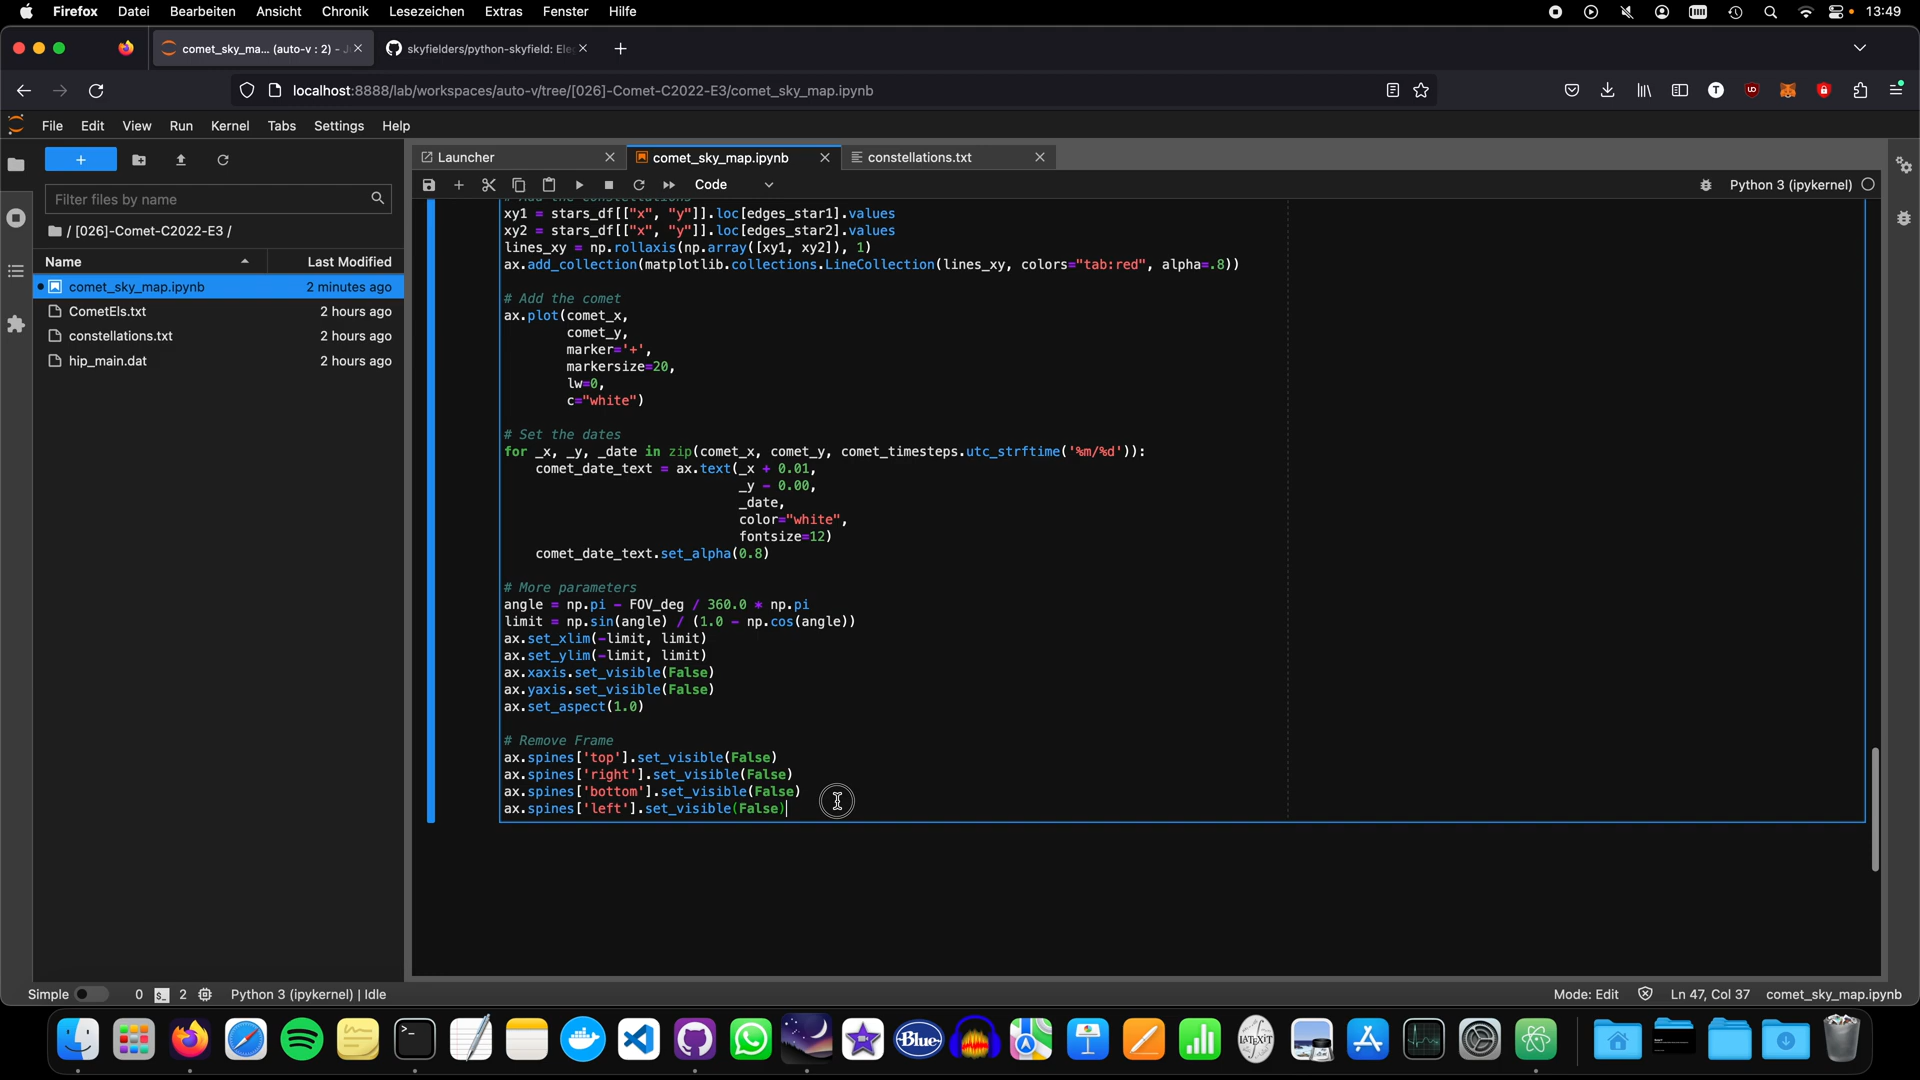 Firefox Datei Bearbeiten Ansicht Chronik Lesezeichen Extras Fenster Hilfe 13:49
comet_sky_ma... (auto-v : 2) - J
skyfielders/python-skyfield: Ele
localhost:8888/lab/workspaces/auto-v/tree/[026]-Comet-C2022-E3/comet_sky_map.ipynb
File Edit View Run Kernel Tabs Settings Help
Launcher comet_sky_map.ipynb constellations.txt
Code Python 3 (ipykernel)
Filter files by name
/ [026]-Comet-C2022-E3 /
Name Last Modified
comet_sky_map.ipynb 2 minutes ago
CometEls.txt 2 hours ago
constellations.txt 2 hours ago
hip_main.dat 2 hours ago
# Add the constellations
xy1 = stars_df[["x", "y"]].loc[edges_star1].values
xy2 = stars_df[["x", "y"]].loc[edges_star2].values
lines_xy = np.rollaxis(np.array([xy1, xy2]), 1)
ax.add_collection(matplotlib.collections.LineCollection(lines_xy, colors="tab:red", alpha=.8))
# Add the comet
ax.plot(comet_x,
comet_y,
marker='+',
markersize=20,
lw=0,
c="white")
# Set the dates
for _x, _y, _date in zip(comet_x, comet_y, comet_timesteps.utc_strftime('%m/%d')):
comet_date_text = ax.text(_x + 0.01,
_y - 0.00,
_date,
color="white",
fontsize=12)
comet_date_text.set_alpha(0.8)
# More parameters
angle = np.pi - FOV_deg / 360.0 * np.pi
limit = np.sin(angle) / (1.0 - np.cos(angle))
ax.set_xlim(-limit, limit)
ax.set_ylim(-limit, limit)
ax.xaxis.set_visible(False)
ax.yaxis.set_visible(False)
ax.set_aspect(1.0)
# Remove Frame
ax.spines['top'].set_visible(False)
ax.spines['right'].set_visible(False)
ax.spines['bottom'].set_visible(False)
ax.spines['left'].set_visible(False)
Simple 0 2 Python 3 (ipykernel) | Idle Mode: Edit Ln 47, Col 37 comet_sky_map.ipynb
Blue
LATEXiT